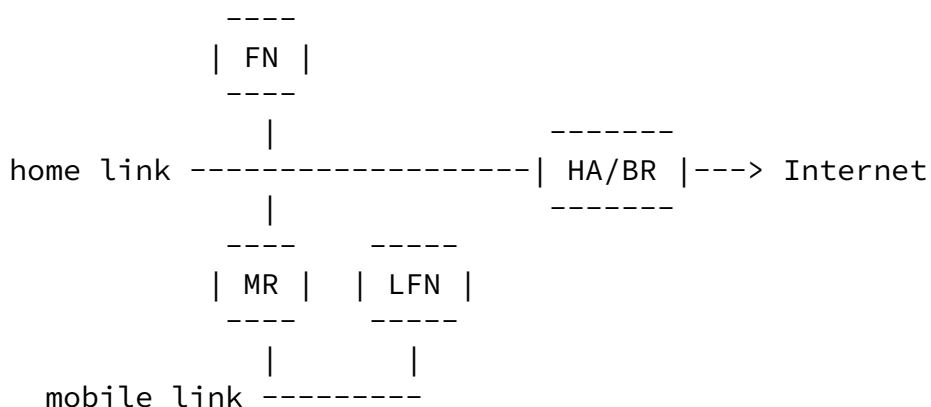 ----
| FN |
----
|                -------
home link -------------------| HA/BR |---> Internet
|                -------
----    -----
| MR |  | LFN |
----    -----
|       |
mobile link ---------